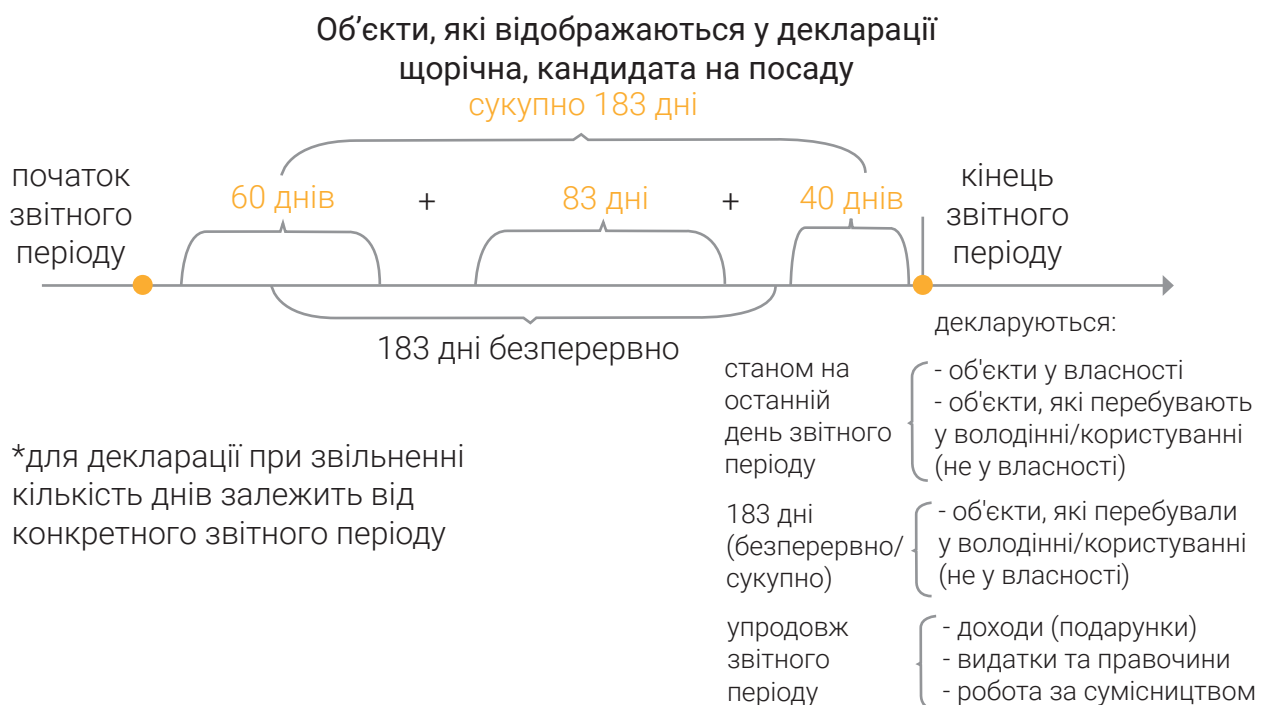 Об’єкти, які відображаються у декларації
щорічна, кандидата на посаду
сукупно 183 дні
початок
звітного
періоду
60 днів
+
83 дні
+
40 днів
кінець
звітного
періоду
183 дні безперервно
декларуються:
станом на
останній
день звітного
періоду
- об'єкти у власності
- об'єкти, які перебувають
у володінні/користуванні
(не у власності)
*для декларації при звільненні
кількість днів залежить від
конкретного звітного періоду
183 дні
(безперервно/
сукупно)
- об'єкти, які перебували
у володінні/користуванні
(не у власності)
упродовж
звітного
періоду
- доходи (подарунки)
- видатки та правочини
- робота за сумісництвом